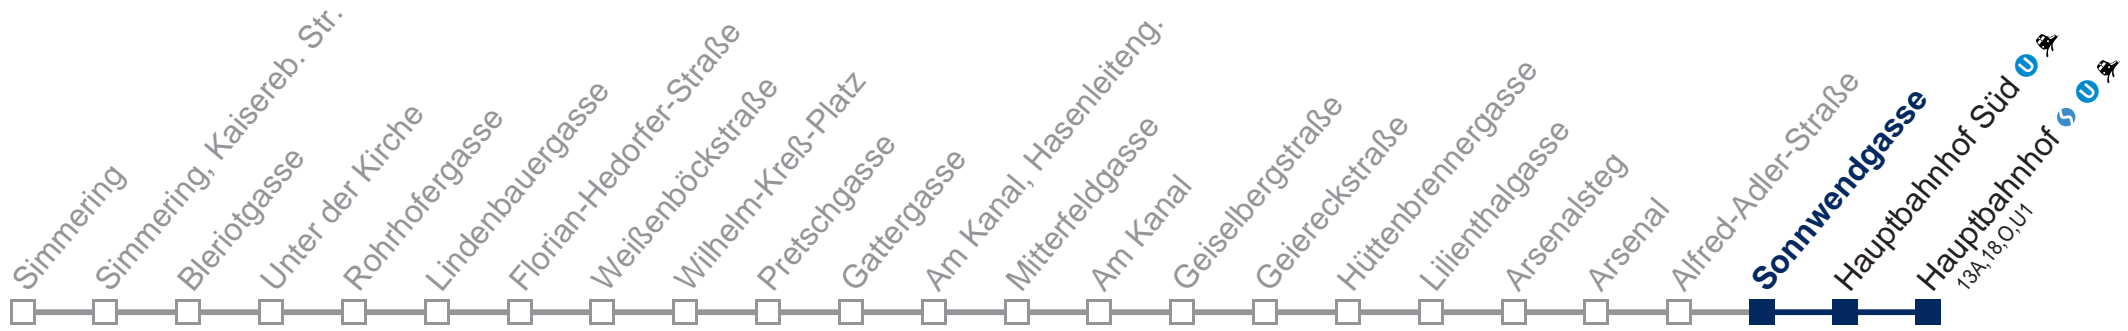 Simmering
Simmering, Kaisereb. Str.
Bleriotgasse
Unter der Kirche
Rohrhofergasse
Lindenbauergasse
Florian-Hedorfer-Straße
Weißenböckstraße
Wilhelm-Kreß-Platz
Pretschgasse
Gattergasse
Am Kanal, Hasenleiteng.
Mitterfeldgasse
Am Kanal
Geiselbergstraße
Geiereckstraße
Hüttenbrennergasse
Lilienthalgasse
Arsenalsteg
Arsenal
Alfred-Adler-Straße
Sonnwendgasse
Hauptbahnhof Süd U
Hauptbahnhof S U
13A,18,O,U1